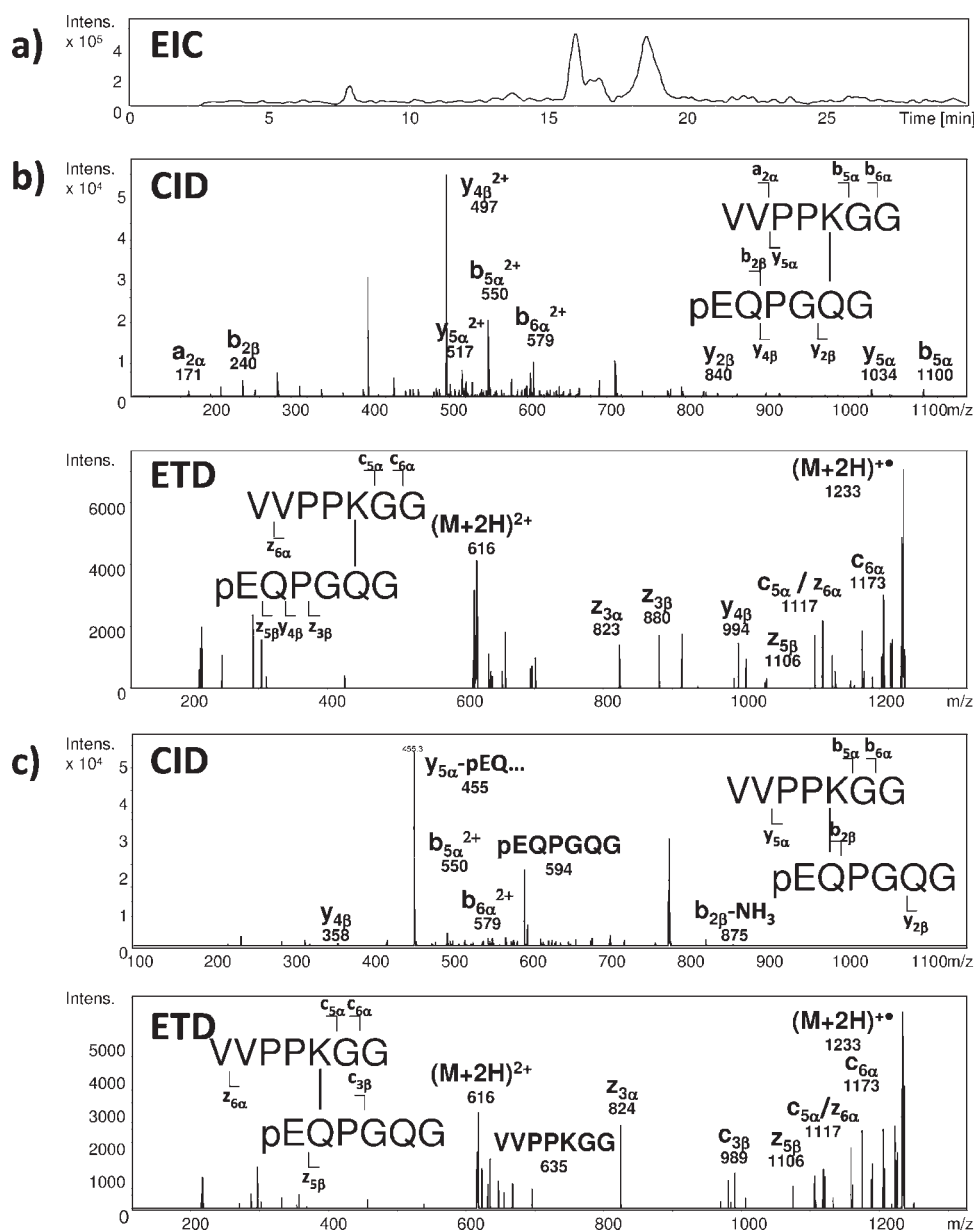 a)
Intens.
x 10⁵
EIC
4
2
0
0 5 10 15 20 25 Time [min]
b)
Intens.
x 10⁴
CID
5
4
3
2
1
0
y4β²⁺
497
b5α²⁺
550
b6α²⁺
579
y5α²⁺
517
a2α
171
b2β
240
y2β
840
y5α
1034
b5α
1100
a2α b5α b6α
VVPPKGG
b2β y5α
pEQPGQG
y4β y2β
200 300 400 500 600 700 800 900 1000 1100 m/z
Intens.
ETD
6000
4000
2000
0
c5α c6α
VVPPKGG
z6α
pEQPGQG
z5β y4β z3β
(M+2H)²⁺
616
(M+2H)⁺•
1233
z3α
823
z3β
880
y4β
994
z5β
1106
c5α / z6α
1117
c6α
1173
200 400 600 800 1000 1200 m/z
c)
Intens.
x 10⁴
CID
5
4
3
2
1
0
455.3
y5α-pEQ...
455
b5α²⁺
550
pEQPGQG
594
b6α²⁺
579
y4β
358
b2β-NH₃
875
b5α b6α
VVPPKGG
y5α b2β
pEQPGQG
y2β
100 200 300 400 500 600 700 800 900 1000 1100 m/z
Intens.
ETD
5000
4000
3000
2000
1000
0
c5α c6α
VVPPKGG
z6α c3β
pEQPGQG
z5β
(M+2H)²⁺
616
VVPPKGG
635
z3α
824
(M+2H)⁺•
1233
c6α
1173
c5α/z6α
1117
c3β
989
z5β
1106
200 400 600 800 1000 1200 m/z